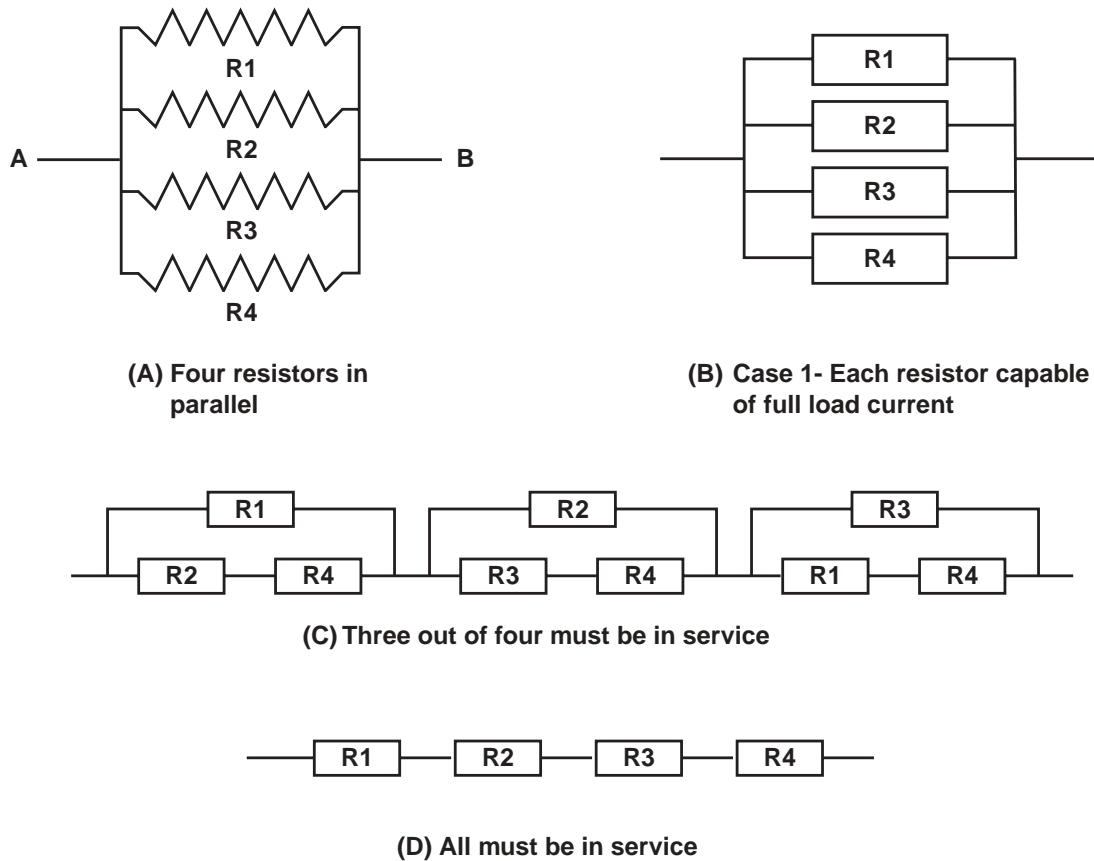 R1
R2
A
B
R3
R4
(A) Four resistors in
parallel
R1
R2
R3
R4
(B) Case 1- Each resistor capable
of full load current
R1
R2
R4
R2
R3
R4
R3
R1
R4
(C) Three out of four must be in service
R1
R2
R3
R4
(D) All must be in service